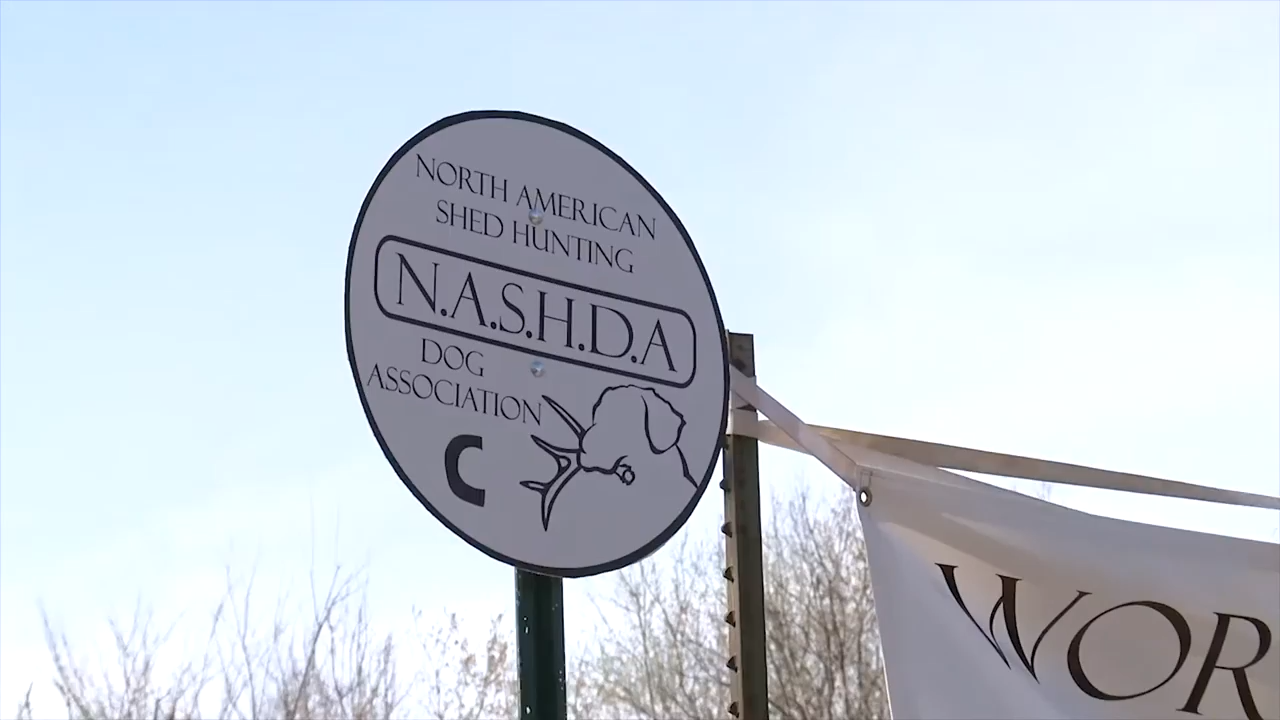 NORTH AMERICAN
SHED HUNTING
N.A.S.H.D.A
DOG
ASSOCIATION
C
WOR